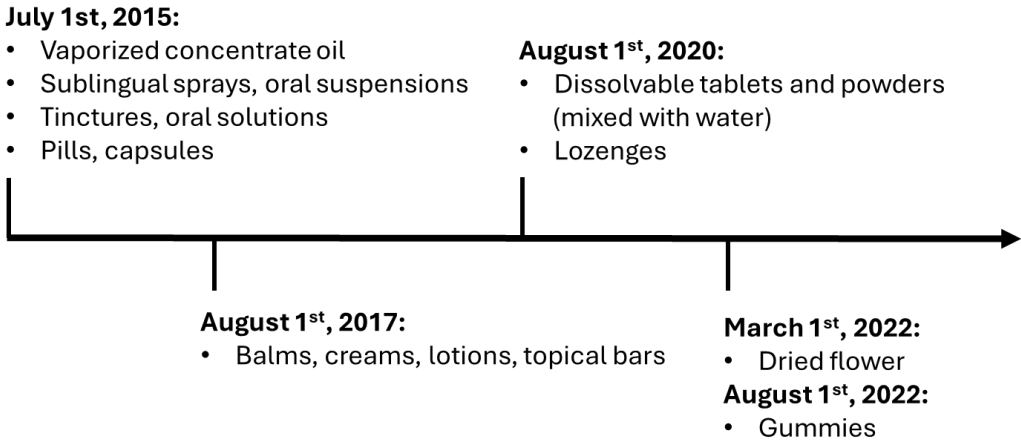 July 1st, 2015:
• Vaporized concentrate oil
• Sublingual sprays, oral suspensions
• Tinctures, oral solutions
• Pills, capsules
August 1st, 2020:
• Dissolvable tablets and powders
(mixed with water)
• Lozenges
August 1st, 2017:
• Balms, creams, lotions, topical bars
March 1st, 2022:
• Dried flower
August 1st, 2022:
• Gummies